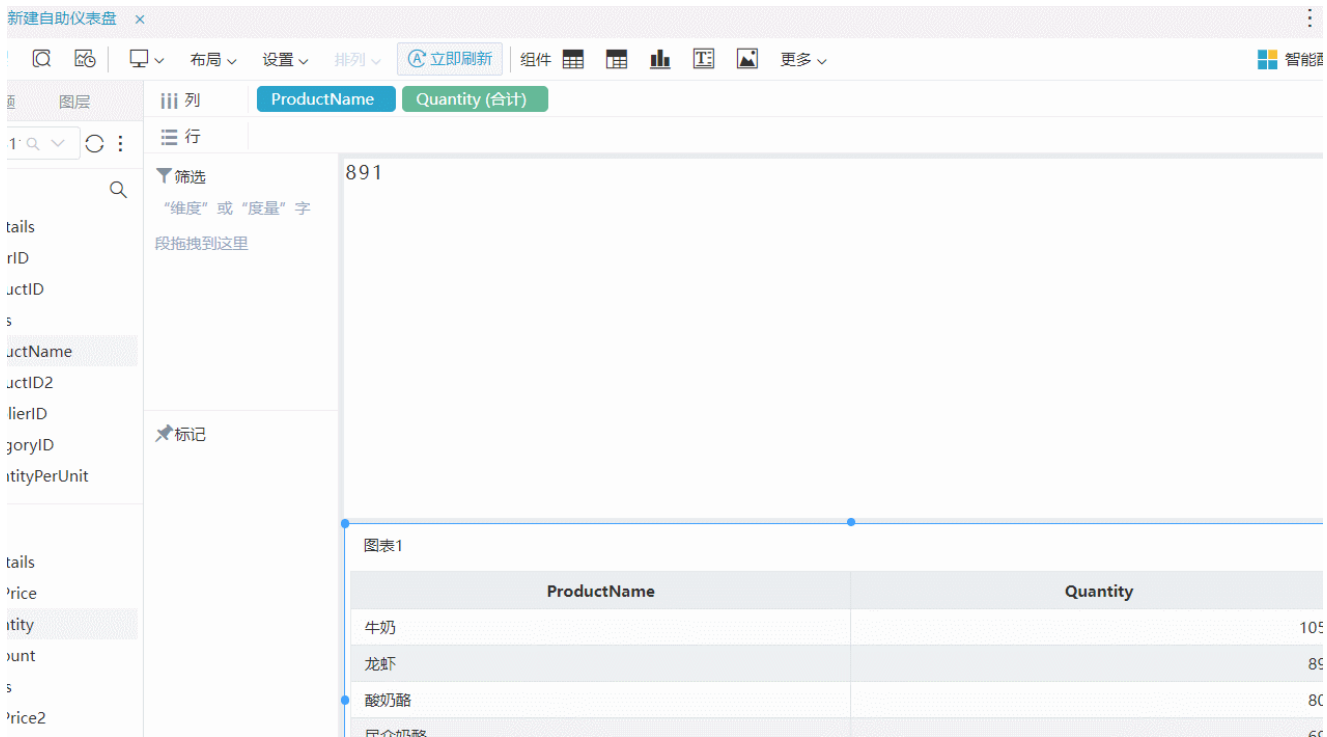 新建自助仪表盘 ×
布局 设置 排列 立即刷新 组件 更多 智能
图层 列 ProductName Quantity (合计)
行
筛选
891
“维度”或“度量”字
段拖拽到这里
tails
rID
uctID
s
uctName
uctID2
lierID
goryID
标记
ntityPerUnit
图表1
tails
Price
ProductName Quantity
ntity
牛奶 105
ount
龙虾 89
s
酸奶酪 80
Price2